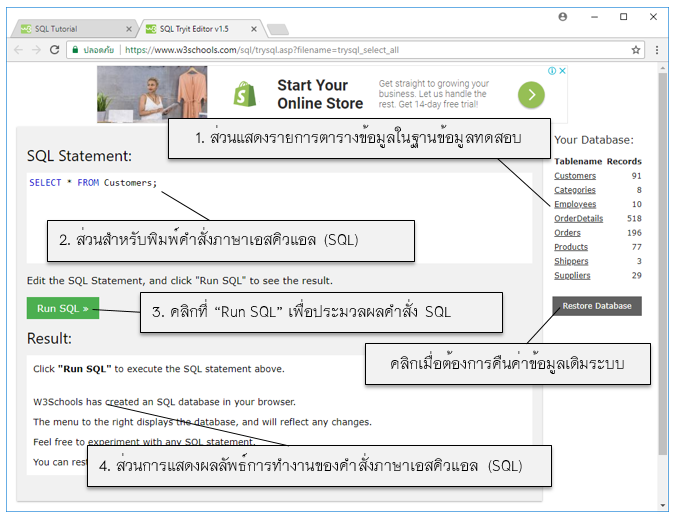 SQL Tutorial
SQL Tryit Editor v1.5
ปลอดภัย
https://www.w3schools.com/sql/trysql.asp?filename=trysql_select_all
Start Your
Online Store
Get straight to growing your
business. Let us handle the
rest. Get 14-day free trial!
1. ส่วนแสดงรายการตารางข้อมูลในฐานข้อมูลทดสอบ
Your Database:
Tablename Records
Customers 91
Categories 8
Employees 10
OrderDetails 518
Orders 196
Products 77
Shippers 3
Suppliers 29
Restore Database
คลิกเมื่อต้องการคืนค่าข้อมูลเดิมระบบ
SQL Statement:
SELECT * FROM Customers;
2. ส่วนสำหรับพิมพ์คำสั่งภาษาเอสคิวแอล (SQL)
Edit the SQL Statement, and click "Run SQL" to see the result.
Run SQL »
3. คลิกที่ “Run SQL” เพื่อประมวลผลคำสั่ง SQL
Result:
Click "Run SQL" to execute the SQL statement above.
W3Schools has created an SQL database in your browser.
The menu to the right displays the database, and will reflect any changes.
Feel free to experiment with any SQL statement.
You can
4. ส่วนการแสดงผลลัพธ์การทำงานของคำสั่งภาษาเอสคิวแอล (SQL)